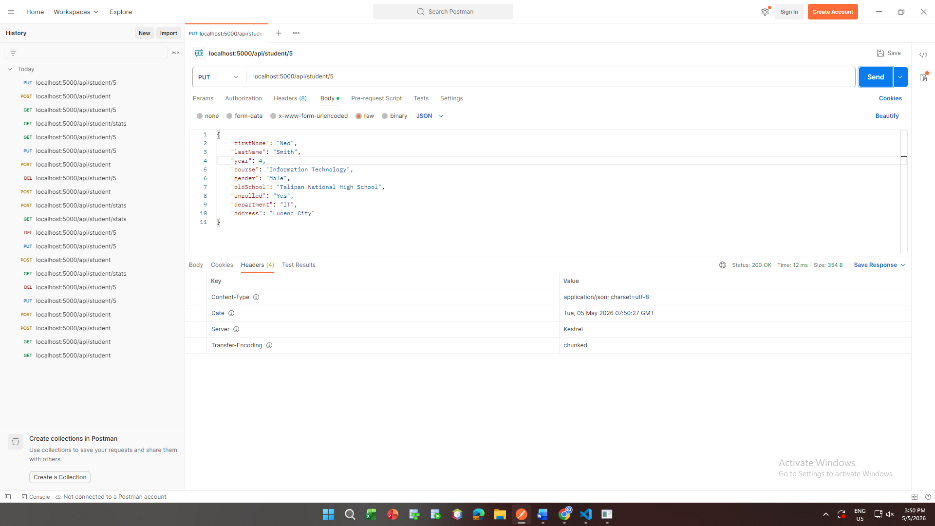 Home Workspaces Explore Search Postman Sign in Create Account
History New Import PUT localhost:5000/api/stude
localhost:5000/api/student/5 Save
Today
PUT localhost:5000/api/student/5
POST localhost:5000/api/student
GET localhost:5000/api/student/5
GET localhost:5000/api/student/stats
GET localhost:5000/api/student/5
PUT localhost:5000/api/student/5
POST localhost:5000/api/student
DEL localhost:5000/api/student/5
POST localhost:5000/api/student
POST localhost:5000/api/student/stats
GET localhost:5000/api/student/stats
DEL localhost:5000/api/student/5
PUT localhost:5000/api/student/5
POST localhost:5000/api/student
GET localhost:5000/api/student/stats
DEL localhost:5000/api/student/5
PUT localhost:5000/api/student/5
POST localhost:5000/api/student
POST localhost:5000/api/student
GET localhost:5000/api/student
GET localhost:5000/api/student
Create collections in Postman
Use collections to save your requests and share them
with others.
Create a Collection
PUT localhost:5000/api/student/5 Send
Params Authorization Headers (8) Body Pre-request Script Tests Settings Cookies
none form-data x-www-form-urlencoded raw binary JSON Beautify
1 {
2 "firstName": "Neo",
3 "lastName": "Smith",
4 "year": 4,
5 "course": "Information Technology",
6 "gender": "Male",
7 "oldSchool": "Talipan National High School",
8 "enrolled": "Yes",
9 "department": "IT",
10 "address": "Lucena City"
11 }
Body Cookies Headers (4) Test Results Status: 200 OK Time: 12 ms Size: 354 B Save Response
Key Value
Content-Type application/json; charset=utf-8
Date Tue, 05 May 2026 07:50:27 GMT
Server Kestrel
Transfer-Encoding chunked
Activate Windows
Go to Settings to activate Windows.
Console Not connected to a Postman account
ENG
US
3:50 PM
5/5/2026